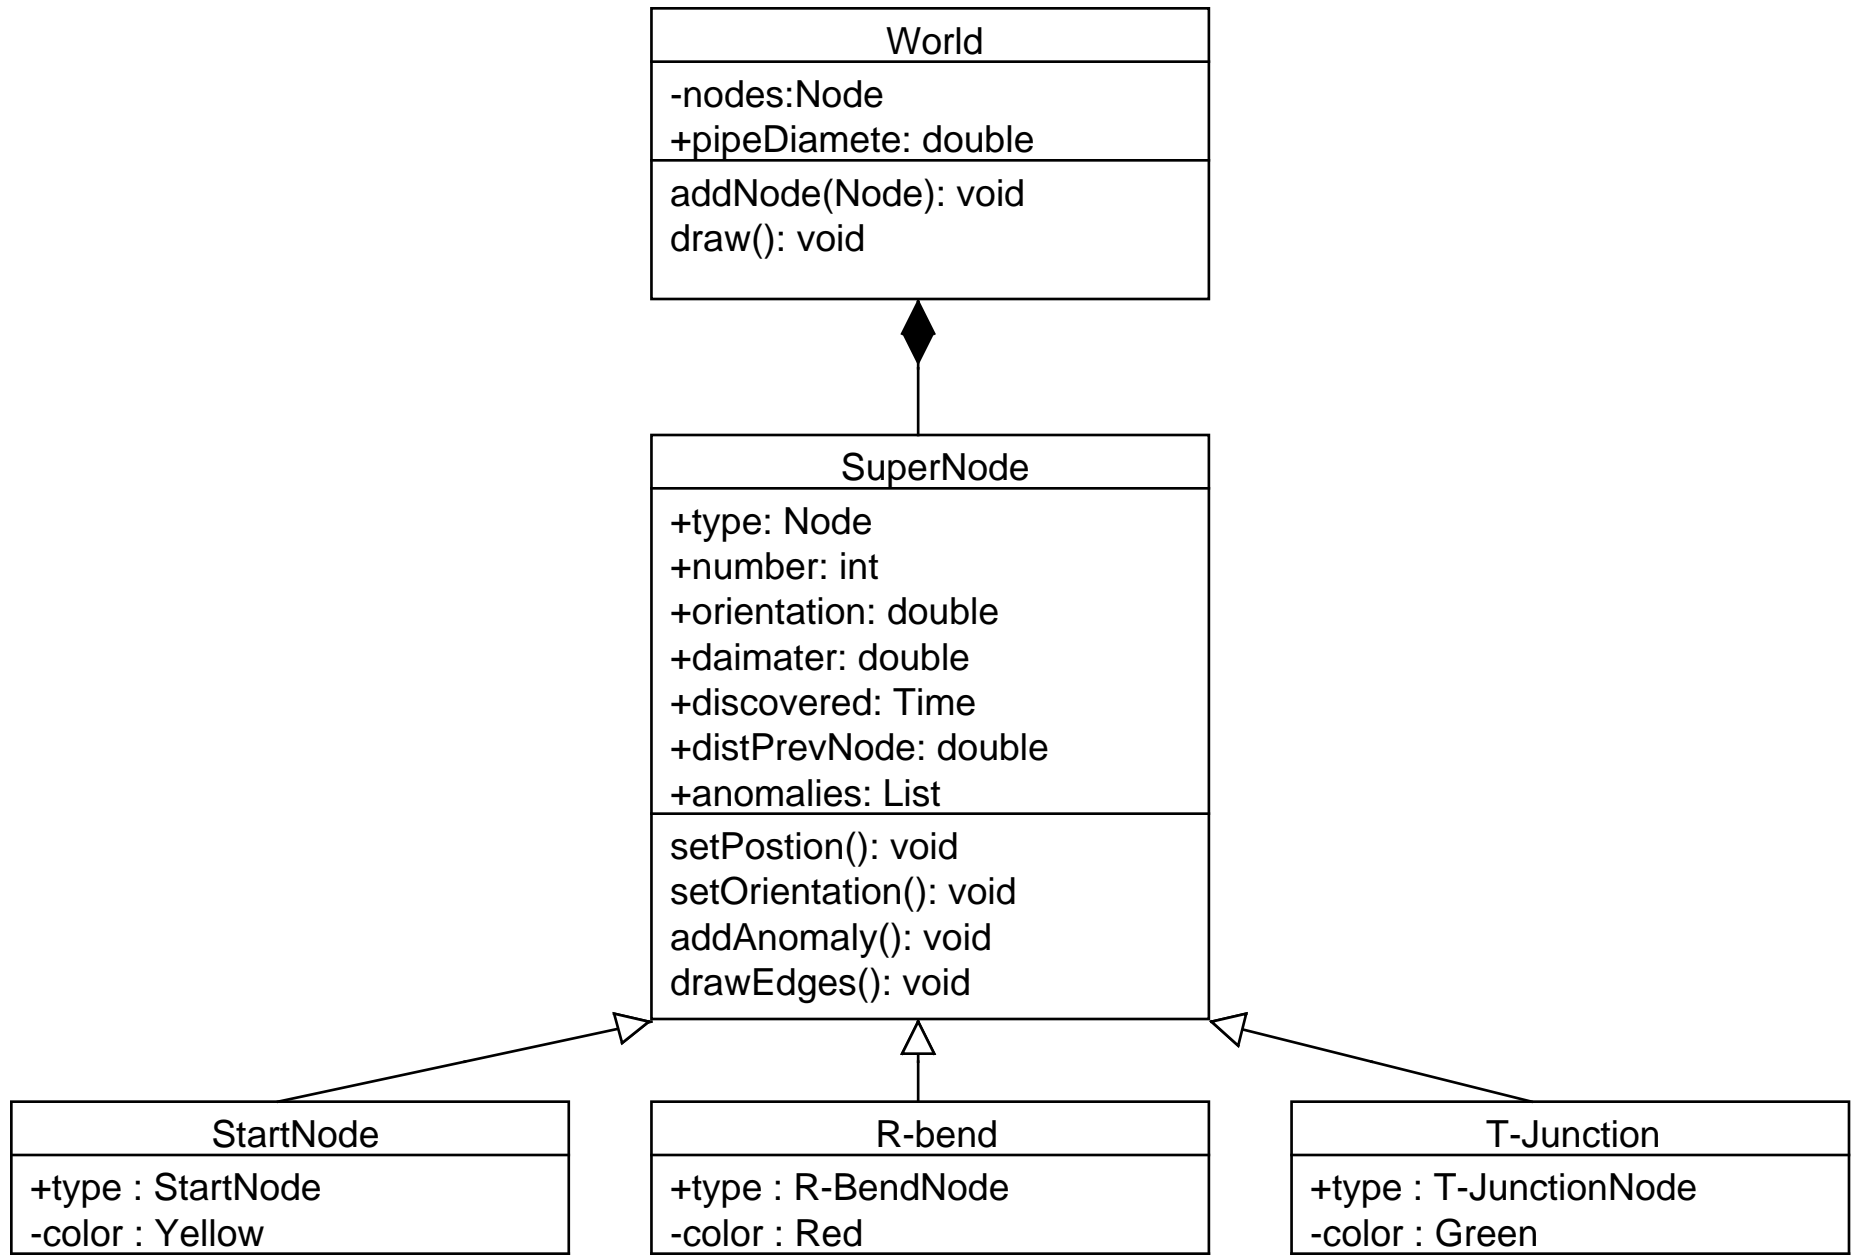 World
-nodes:Node
+pipeDiamete: double
addNode(Node): void
draw(): void
SuperNode
+type: Node
+number: int
+orientation: double
+daimater: double
+discovered: Time
+distPrevNode: double
+anomalies: List
setPostion(): void
setOrientation(): void
addAnomaly(): void
drawEdges(): void
StartNode
+type : StartNode
-color : Yellow
R-bend
+type : R-BendNode
-color : Red
T-Junction
+type : T-JunctionNode
-color : Green